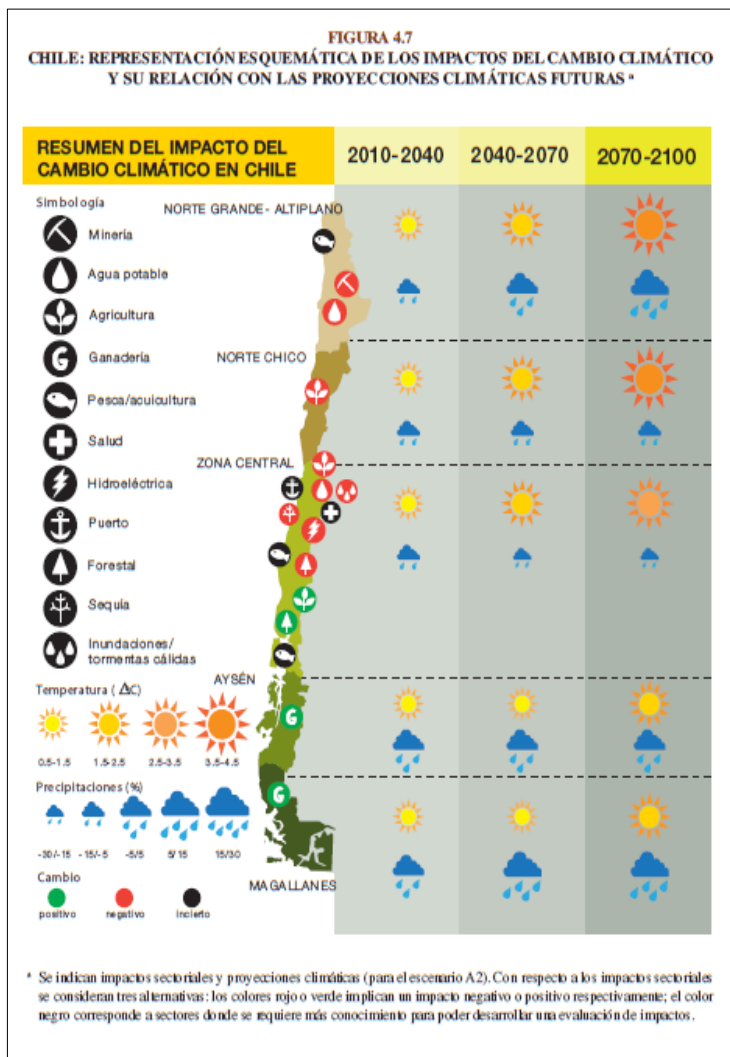 FIGURA 4.7
CHILE: REPRESENTACIÓN ESQUEMÁTICA DE LOS IMPACTOS DEL CAMBIO CLIMÁTICO
Y SU RELACIÓN CON LAS PROYECCIONES CLIMÁTICAS FUTURAS ª
RESUMEN DEL IMPACTO DEL
CAMBIO CLIMÁTICO EN CHILE
2010-2040
2040-2070
2070-2100
Simbología
Minería
Agua potable
Agricultura
Ganadería
Pesca/acuicultura
Salud
Hidroeléctrica
Puerto
Forestal
Sequía
Inundaciones/
tormentas cálidas
NORTE GRANDE- ALTIPLANO
NORTE CHICO
ZONA CENTRAL
AYSÉN
MAGALLANES
Temperatura ( ΔC)
0.5-1.5
1.5-2.5
2.5-3.5
3.5-4.5
Precipitaciones (%)
-30/-15
-15/-5
-5/5
5/15
15/30
Cambio
positivo
negativo
incierto
ª Se indican impactos sectoriales y proyecciones climáticas (para el escenario A2). Con respecto a los impactos sectoriales
se consideran tres alternativas: los colores rojo o verde implican un impacto negativo o positivo respectivamente; el color
negro corresponde a sectores donde se requiere más conocimiento para poder desarrollar una evaluación de impactos.